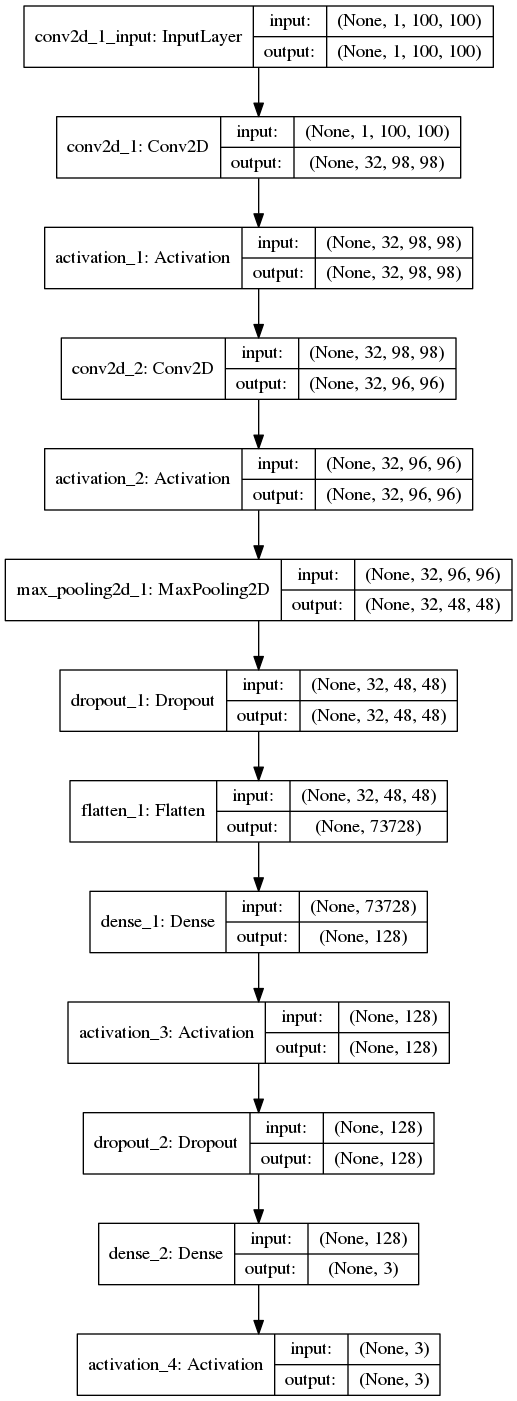 conv2d_1_input: InputLayer input: (None, 1, 100, 100)
output: (None, 1, 100, 100)
conv2d_1: Conv2D input: (None, 1, 100, 100)
output: (None, 32, 98, 98)
activation_1: Activation input: (None, 32, 98, 98)
output: (None, 32, 98, 98)
conv2d_2: Conv2D input: (None, 32, 98, 98)
output: (None, 32, 96, 96)
activation_2: Activation input: (None, 32, 96, 96)
output: (None, 32, 96, 96)
max_pooling2d_1: MaxPooling2D input: (None, 32, 96, 96)
output: (None, 32, 48, 48)
dropout_1: Dropout input: (None, 32, 48, 48)
output: (None, 32, 48, 48)
flatten_1: Flatten input: (None, 32, 48, 48)
output: (None, 73728)
dense_1: Dense input: (None, 73728)
output: (None, 128)
activation_3: Activation input: (None, 128)
output: (None, 128)
dropout_2: Dropout input: (None, 128)
output: (None, 128)
dense_2: Dense input: (None, 128)
output: (None, 3)
activation_4: Activation input: (None, 3)
output: (None, 3)